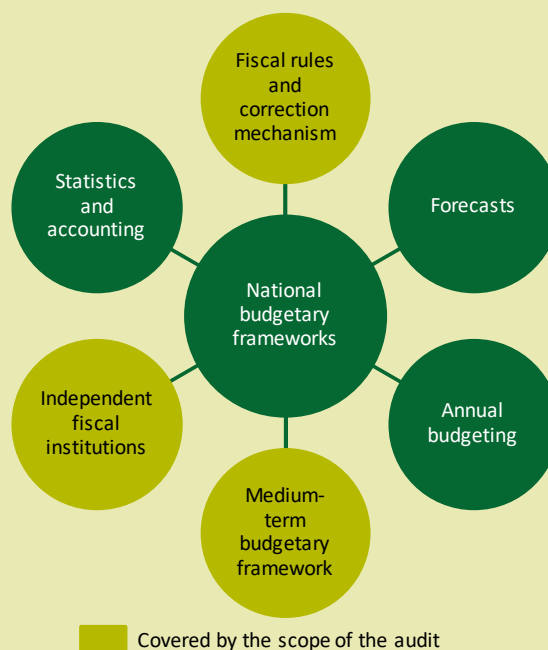 Fiscal rules
and
correction
mechanism
Statistics
and
accounting
Forecasts
National
budgetary
frameworks
Independent
fiscal
institutions
Annual
budgeting
Medium-
term
budgetary
framework
Covered by the scope of the audit